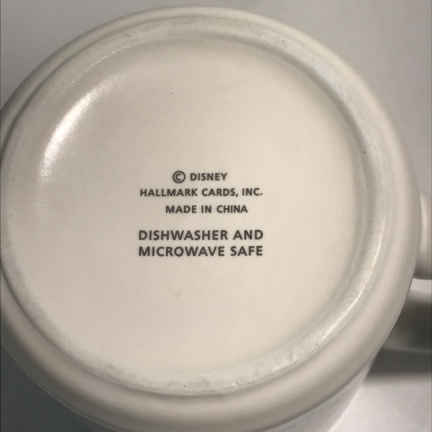 © DISNEY
HALLMARK CARDS, INC.
MADE IN CHINA
DISHWASHER AND
MICROWAVE SAFE